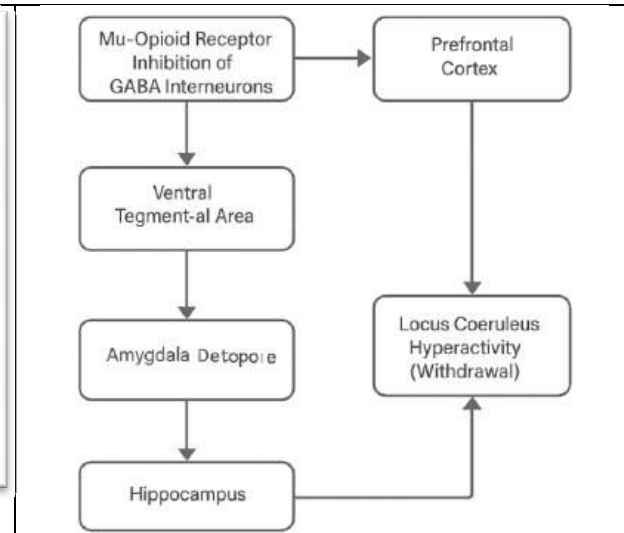 Mu-Opioid Receptor
Inhibition of
GABA Interneurons
Prefrontal
Cortex
Ventral
Tegment-al Area
Amygdala Detopoıe
Locus Coeruleus
Hyperactivity
(Withdrawal)
Hippocampus